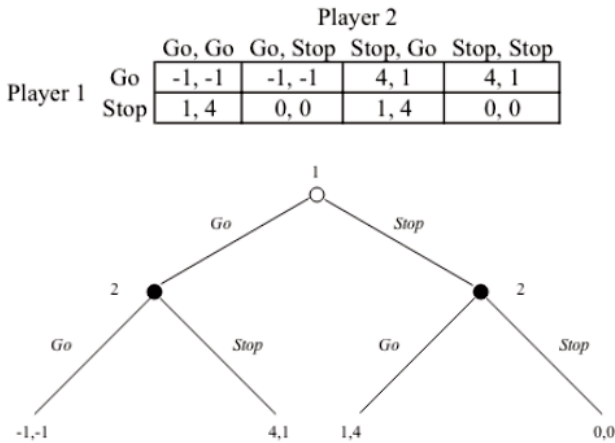 Player 2
Go, Go Go, Stop Stop, Go Stop, Stop
Player 1
Go -1, -1 -1, -1 4, 1 4, 1
Stop 1, 4 0, 0 1, 4 0, 0
1
Go Stop
2 2
Go Stop Go Stop
-1,-1 4,1 1,4 0,0